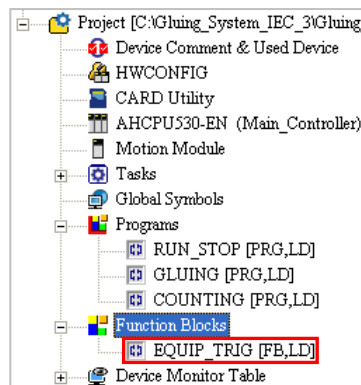 Project [C:\Gluing_System_IEC_3\Gluing
Device Comment & Used Device
HWCONFIG
CARD Utility
AHCPU530-EN (Main_Controller)
Motion Module
Tasks
Global Symbols
Programs
RUN_STOP [PRG,LD]
GLUING [PRG,LD]
COUNTING [PRG,LD]
Function Blocks
EQUIP_TRIG [FB,LD]
Device Monitor Table